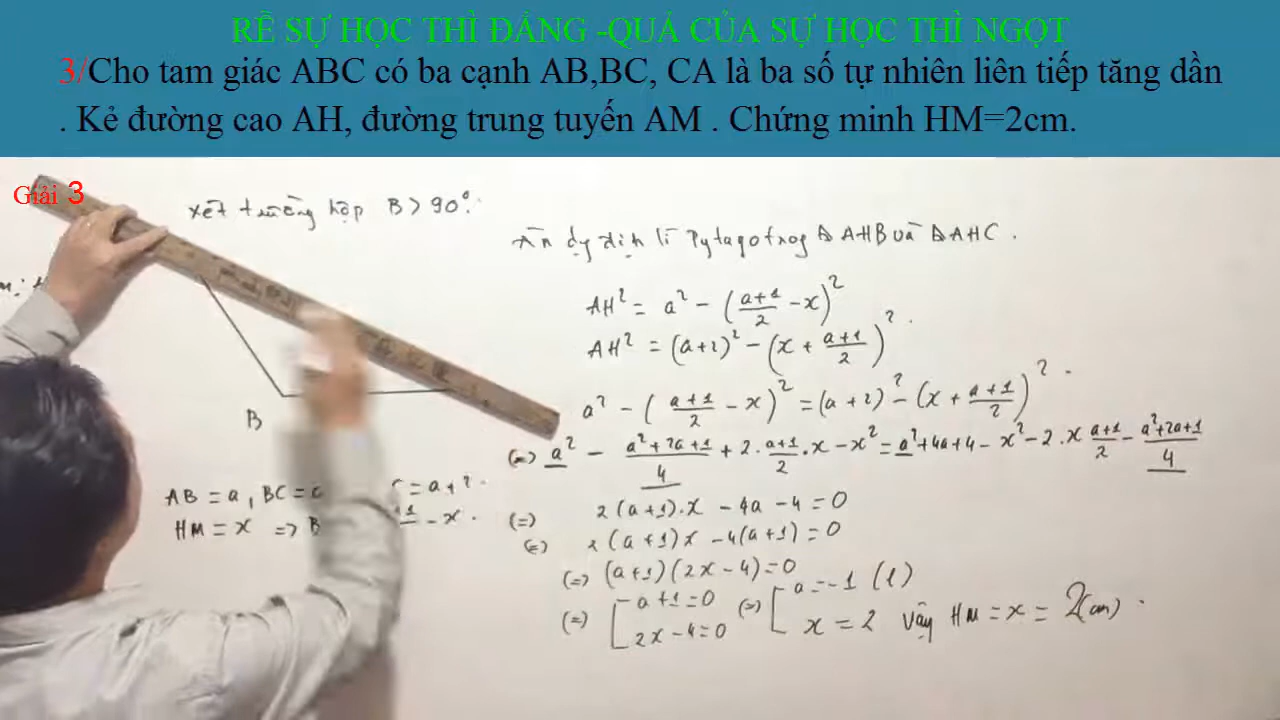 RỄ SỰ HỌC THÌ ĐẮNG -QUẢ CỦA SỰ HỌC THÌ NGỌT
3/Cho tam giác ABC có ba cạnh AB,BC, CA là ba số tự nhiên liên tiếp tăng dần
. Kẻ đường cao AH, đường trung tuyến AM . Chứng minh HM=2cm.
Giải 3
xét trường hợp B > 90°.
B
AB = a, BC =
= a + 2.
HM = x => B
- x.
dụng định lí Pytago trong Δ AHB và Δ AHC.
AH² = a² - ((a+1)/2 - x)²
AH² = (a+2)² - (x + (a+1)/2)².
a² - ((a+1)/2 - x)² = (a+2)² - (x + (a+1)/2)².
(=) a² - (a²+2a+1)/4 + 2·(a+1)/2·x - x² = a²+4a+4 - x² - 2·x (a+1)/2 - (a²+2a+1)/4
(=) 2(a+1)·x - 4a - 4 = 0
(=) 2(a+1)x - 4(a+1) = 0
(=) (a+1)(2x-4) = 0
(=) [ a+1=0 (=) [ a = -1 (l)
2x-4=0 x = 2 vậy HM = x = 2(cm).